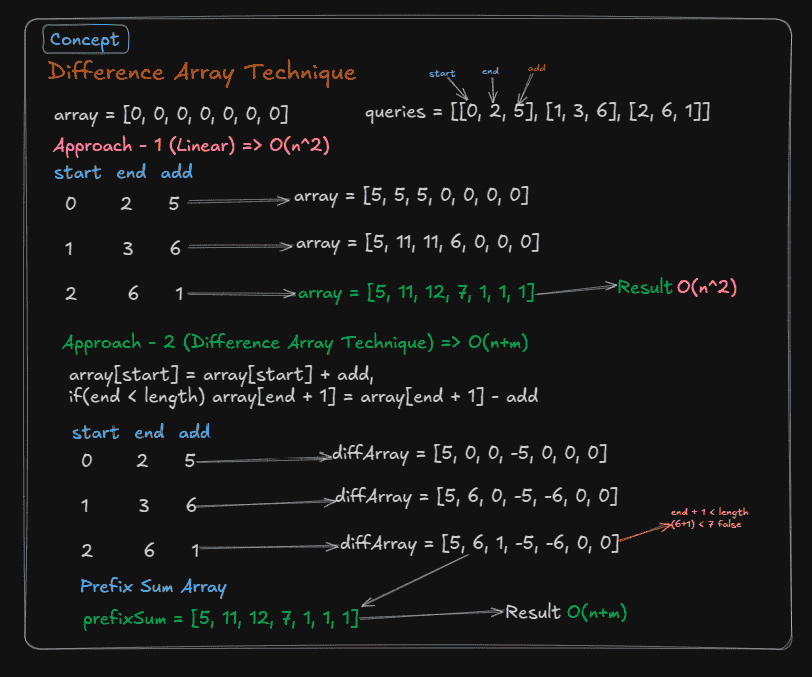 Concept
Difference Array Technique
start end add
array = [0, 0, 0, 0, 0, 0, 0] queries = [[0, 2, 5], [1, 3, 6], [2, 6, 1]]
Approach - 1 (Linear) => O(n^2)
start end add
0 2 5 array = [5, 5, 5, 0, 0, 0, 0]
1 3 6 array = [5, 11, 11, 6, 0, 0, 0]
2 6 1 array = [5, 11, 12, 7, 1, 1, 1] Result O(n^2)
Approach - 2 (Difference Array Technique) => O(n+m)
array[start] = array[start] + add,
if(end < length) array[end + 1] = array[end + 1] - add
start end add
0 2 5 diffArray = [5, 0, 0, -5, 0, 0, 0]
1 3 6 diffArray = [5, 6, 0, -5, -6, 0, 0]
end + 1 < length
(6+1) < 7 false
2 6 1 diffArray = [5, 6, 1, -5, -6, 0, 0]
Prefix Sum Array
prefixSum = [5, 11, 12, 7, 1, 1, 1] Result O(n+m)